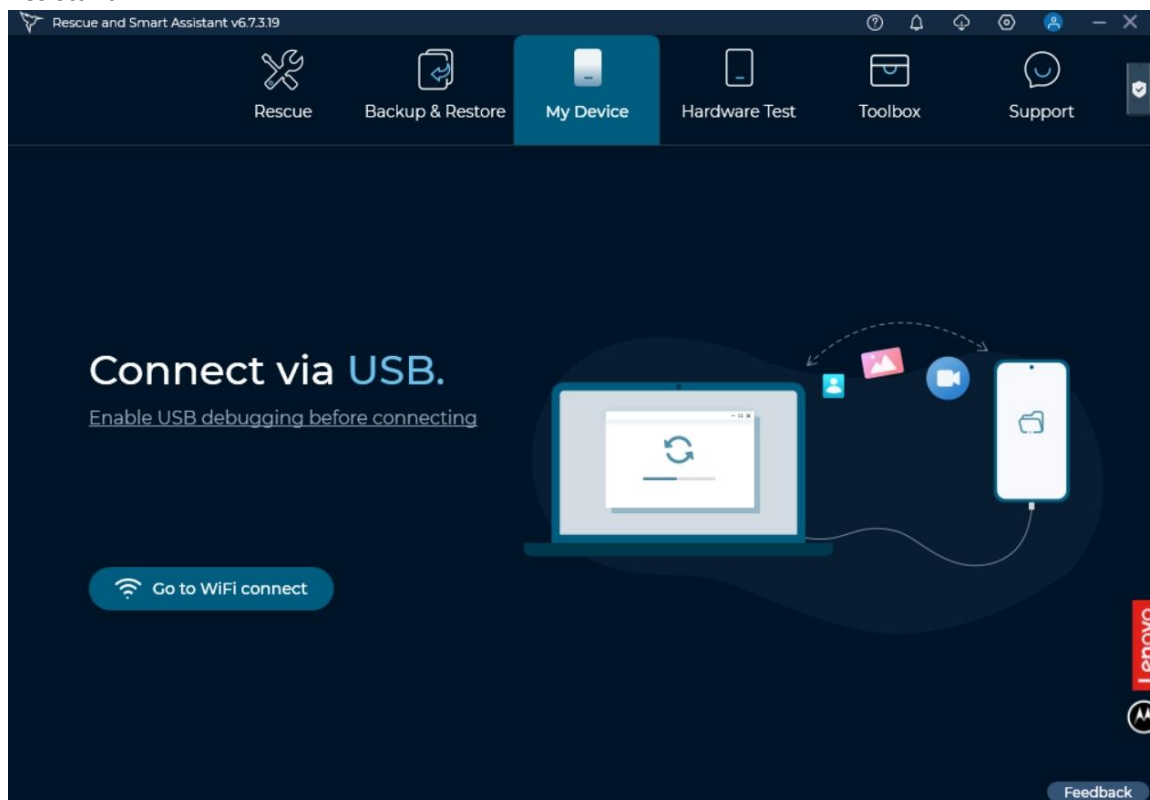 Rescue and Smart Assistant v6.7.3.19
Rescue
Backup & Restore
My Device
Hardware Test
Toolbox
Support
Connect via USB.
Enable USB debugging before connecting
Go to WiFi connect
Lenovo
Feedback